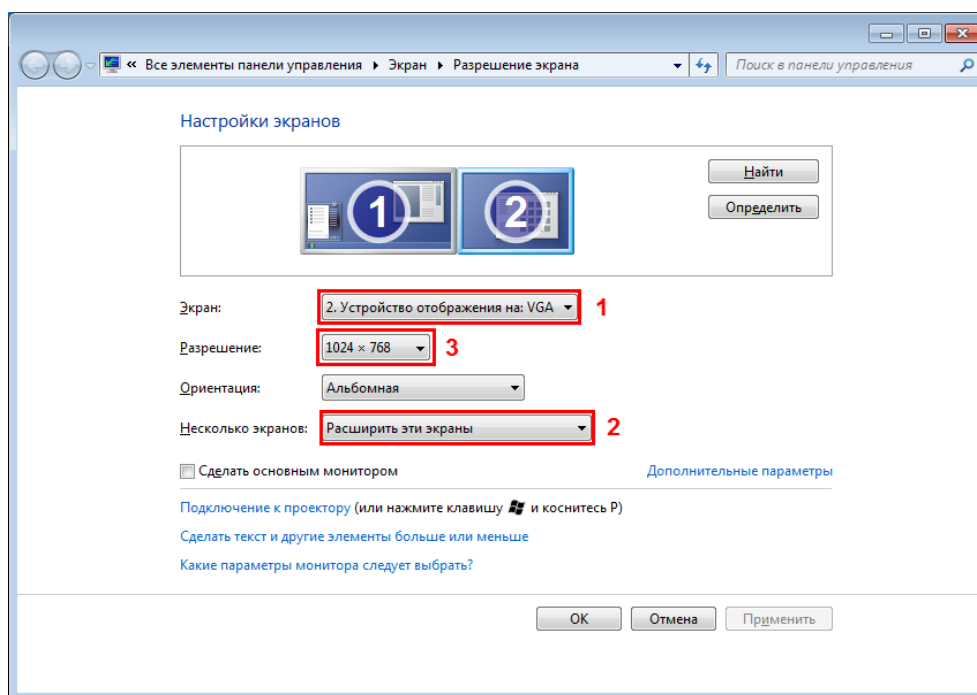 « Все элементы панели управления ▸ Экран ▸ Разрешение экрана
Поиск в панели управления
Настройки экранов
1
2
Найти
Определить
Экран: 2. Устройство отображения на: VGA 1
Разрешение: 1024 × 768 3
Ориентация: Альбомная
Несколько экранов: Расширить эти экраны 2
Сделать основным монитором Дополнительные параметры
Подключение к проектору (или нажмите клавишу и коснитесь P)
Сделать текст и другие элементы больше или меньше
Какие параметры монитора следует выбрать?
ОК Отмена Применить